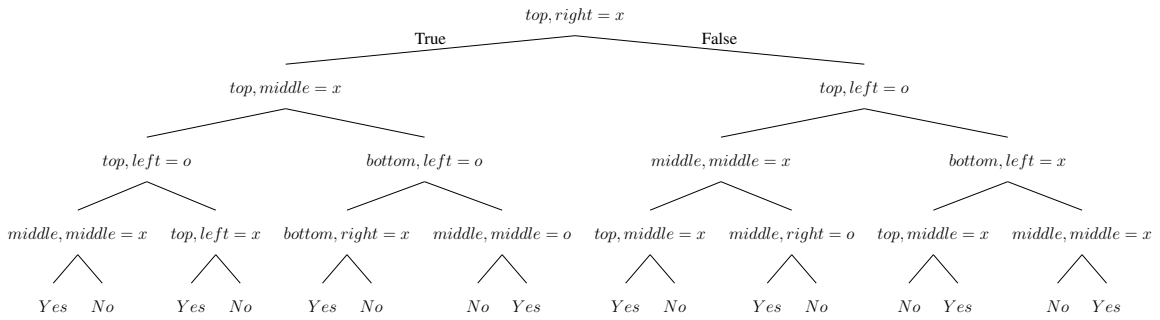 top, right = x
True False
top, middle = x top, left = o
top, left = o bottom, left = o middle, middle = x bottom, left = x
middle, middle = x top, left = x bottom, right = x middle, middle = o top, middle = x middle, right = o top, middle = x middle, middle = x
Yes No Yes No Yes No No Yes Yes No Yes No No Yes No Yes